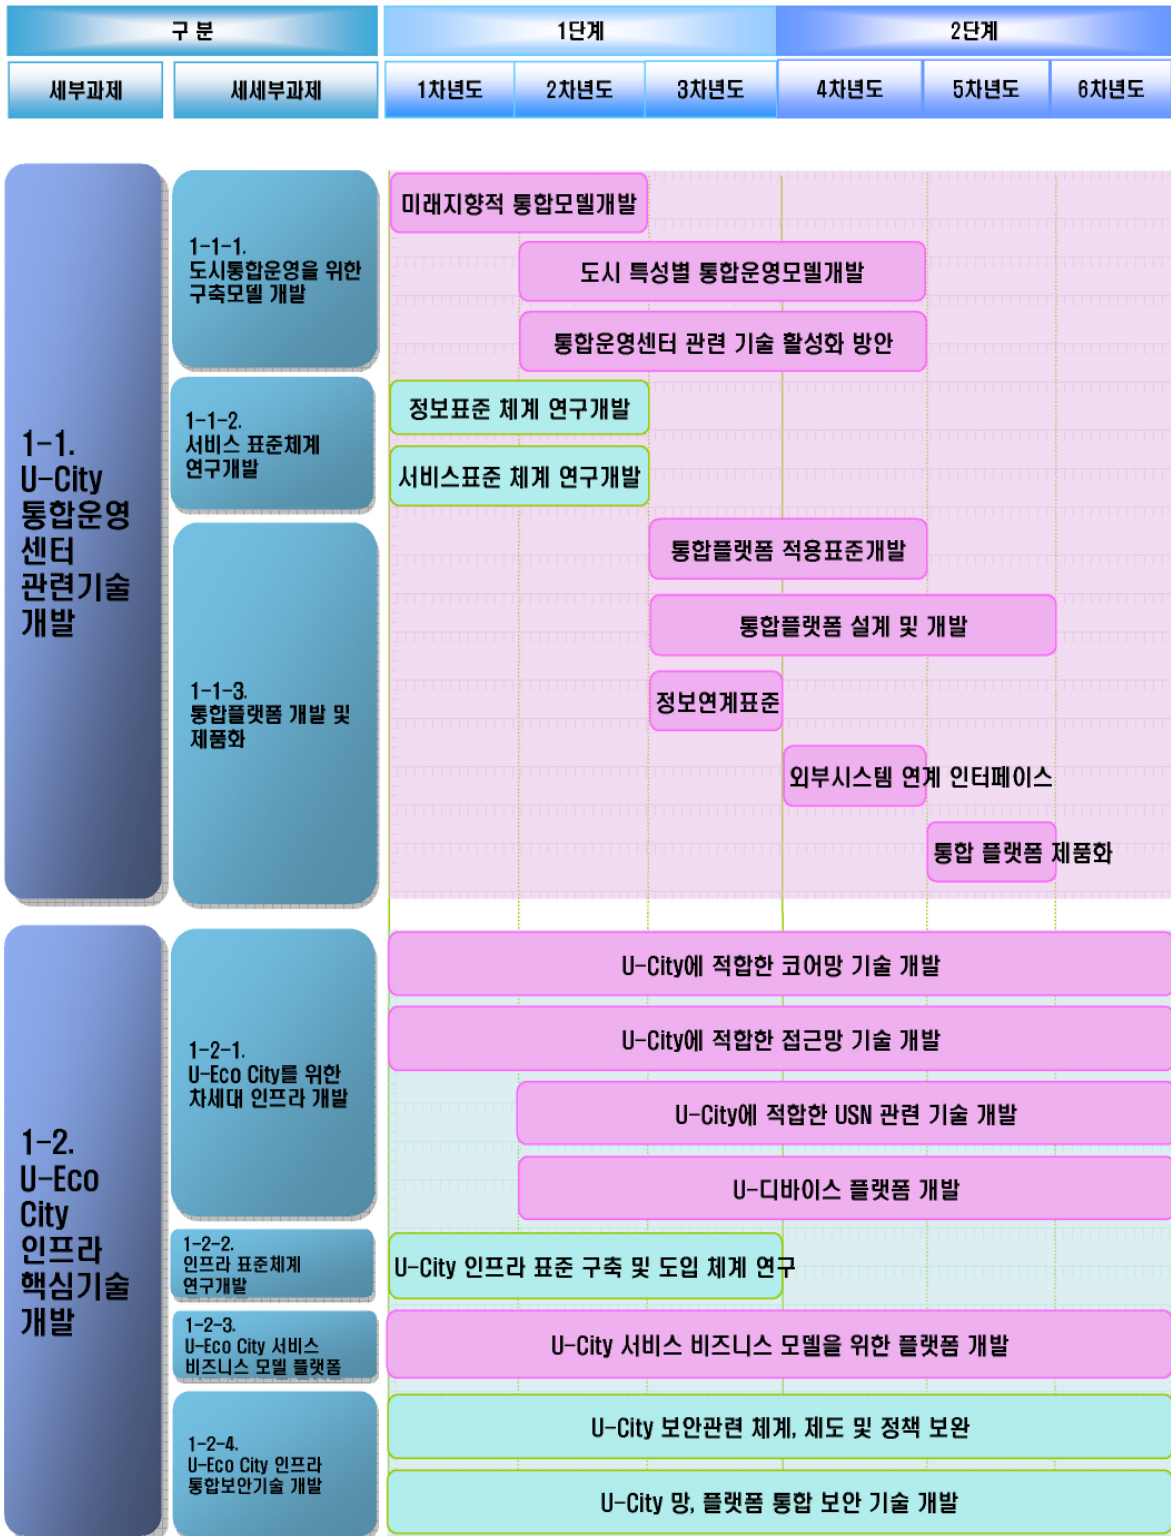 구 분
1단계
2단계
세부과제
세세부과제
1차년도
2차년도
3차년도
4차년도
5차년도
6차년도
1-1.
U-City
통합운영
센터
관련기술
개발
1-1-1.
도시통합운영을 위한
구축모델 개발
미래지향적 통합모델개발
도시 특성별 통합운영모델개발
통합운영센터 관련 기술 활성화 방안
1-1-2.
서비스 표준체계
연구개발
정보표준 체계 연구개발
서비스표준 체계 연구개발
1-1-3.
통합플랫폼 개발 및
제품화
통합플랫폼 적용표준개발
통합플랫폼 설계 및 개발
정보연계표준
외부시스템 연계 인터페이스
통합 플랫폼 제품화
1-2.
U-Eco
City
인프라
핵심기술
개발
1-2-1.
U-Eco City를 위한
차세대 인프라 개발
U-City에 적합한 코어망 기술 개발
U-City에 적합한 접근망 기술 개발
U-City에 적합한 USN 관련 기술 개발
U-디바이스 플랫폼 개발
1-2-2.
인프라 표준체계
연구개발
U-City 인프라 표준 구축 및 도입 체계 연구
1-2-3.
U-Eco City 서비스
비즈니스 모델 플랫폼
U-City 서비스 비즈니스 모델을 위한 플랫폼 개발
1-2-4.
U-Eco City 인프라
통합보안기술 개발
U-City 보안관련 체계, 제도 및 정책 보완
U-City 망, 플랫폼 통합 보안 기술 개발